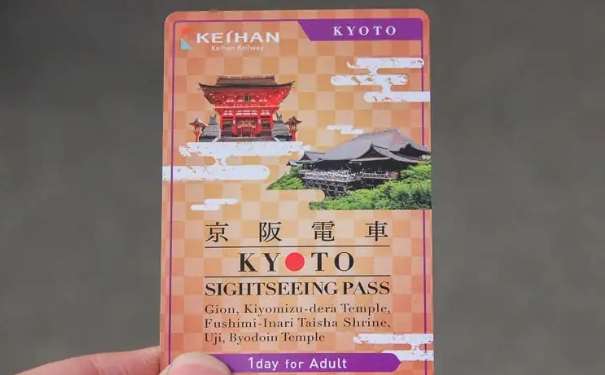 KEIHAN
Keihan Railway
KYOTO
京阪電車
KYOTO
SIGHTSEEING PASS
Gion, Kiyomizu-dera Temple,
Fushimi-Inari Taisha Shrine,
Uji, Byodoin Temple
1day for Adult